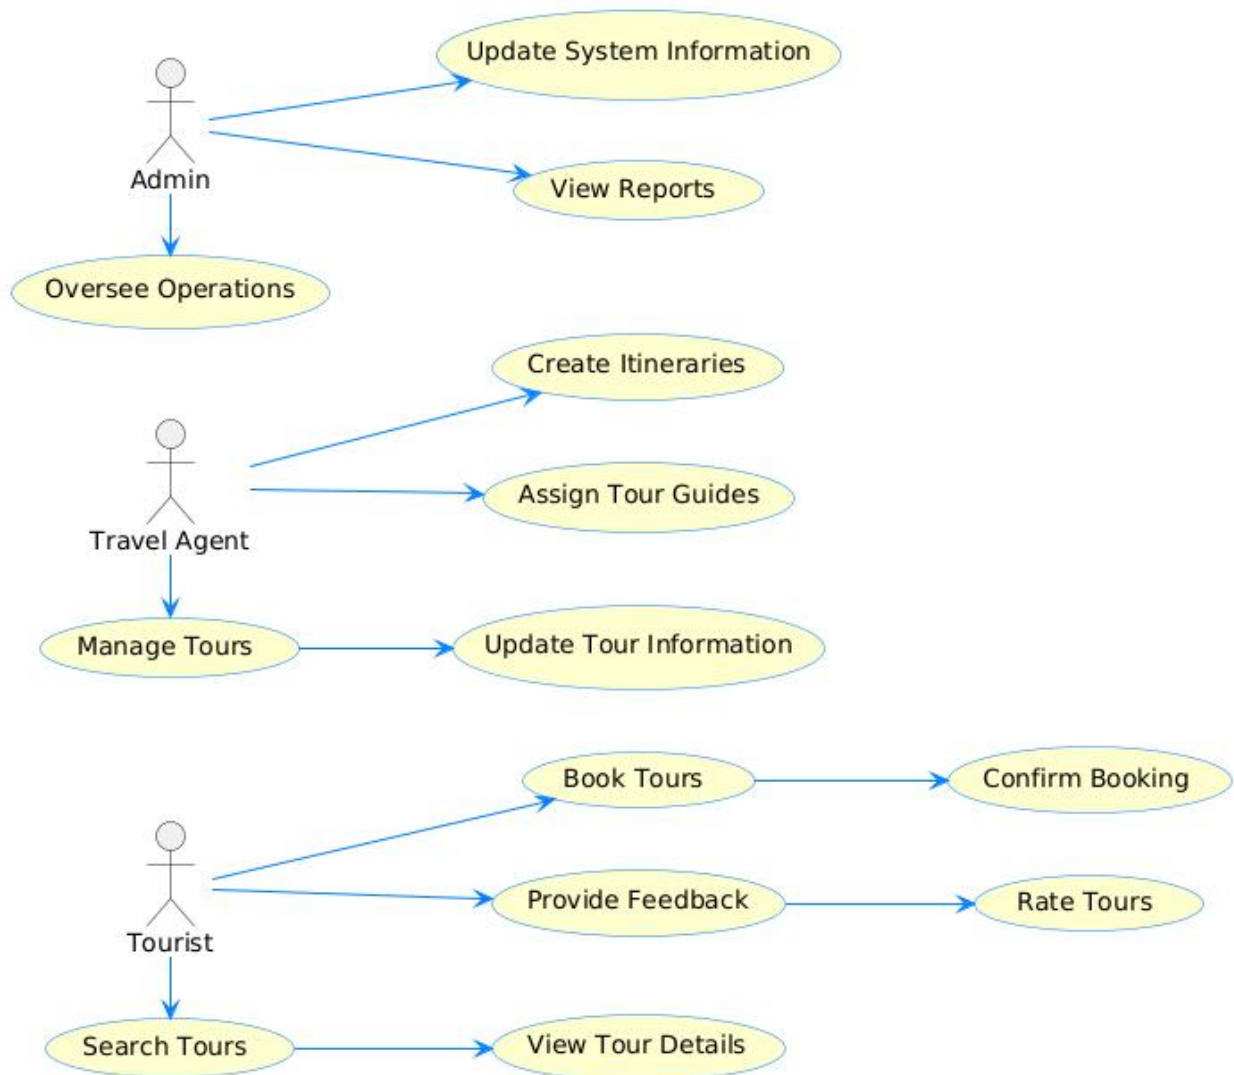 Update System Information
View Reports
Admin
Oversee Operations
Create Itineraries
Assign Tour Guides
Travel Agent
Manage Tours
Update Tour Information
Book Tours
Confirm Booking
Provide Feedback
Rate Tours
Tourist
Search Tours
View Tour Details